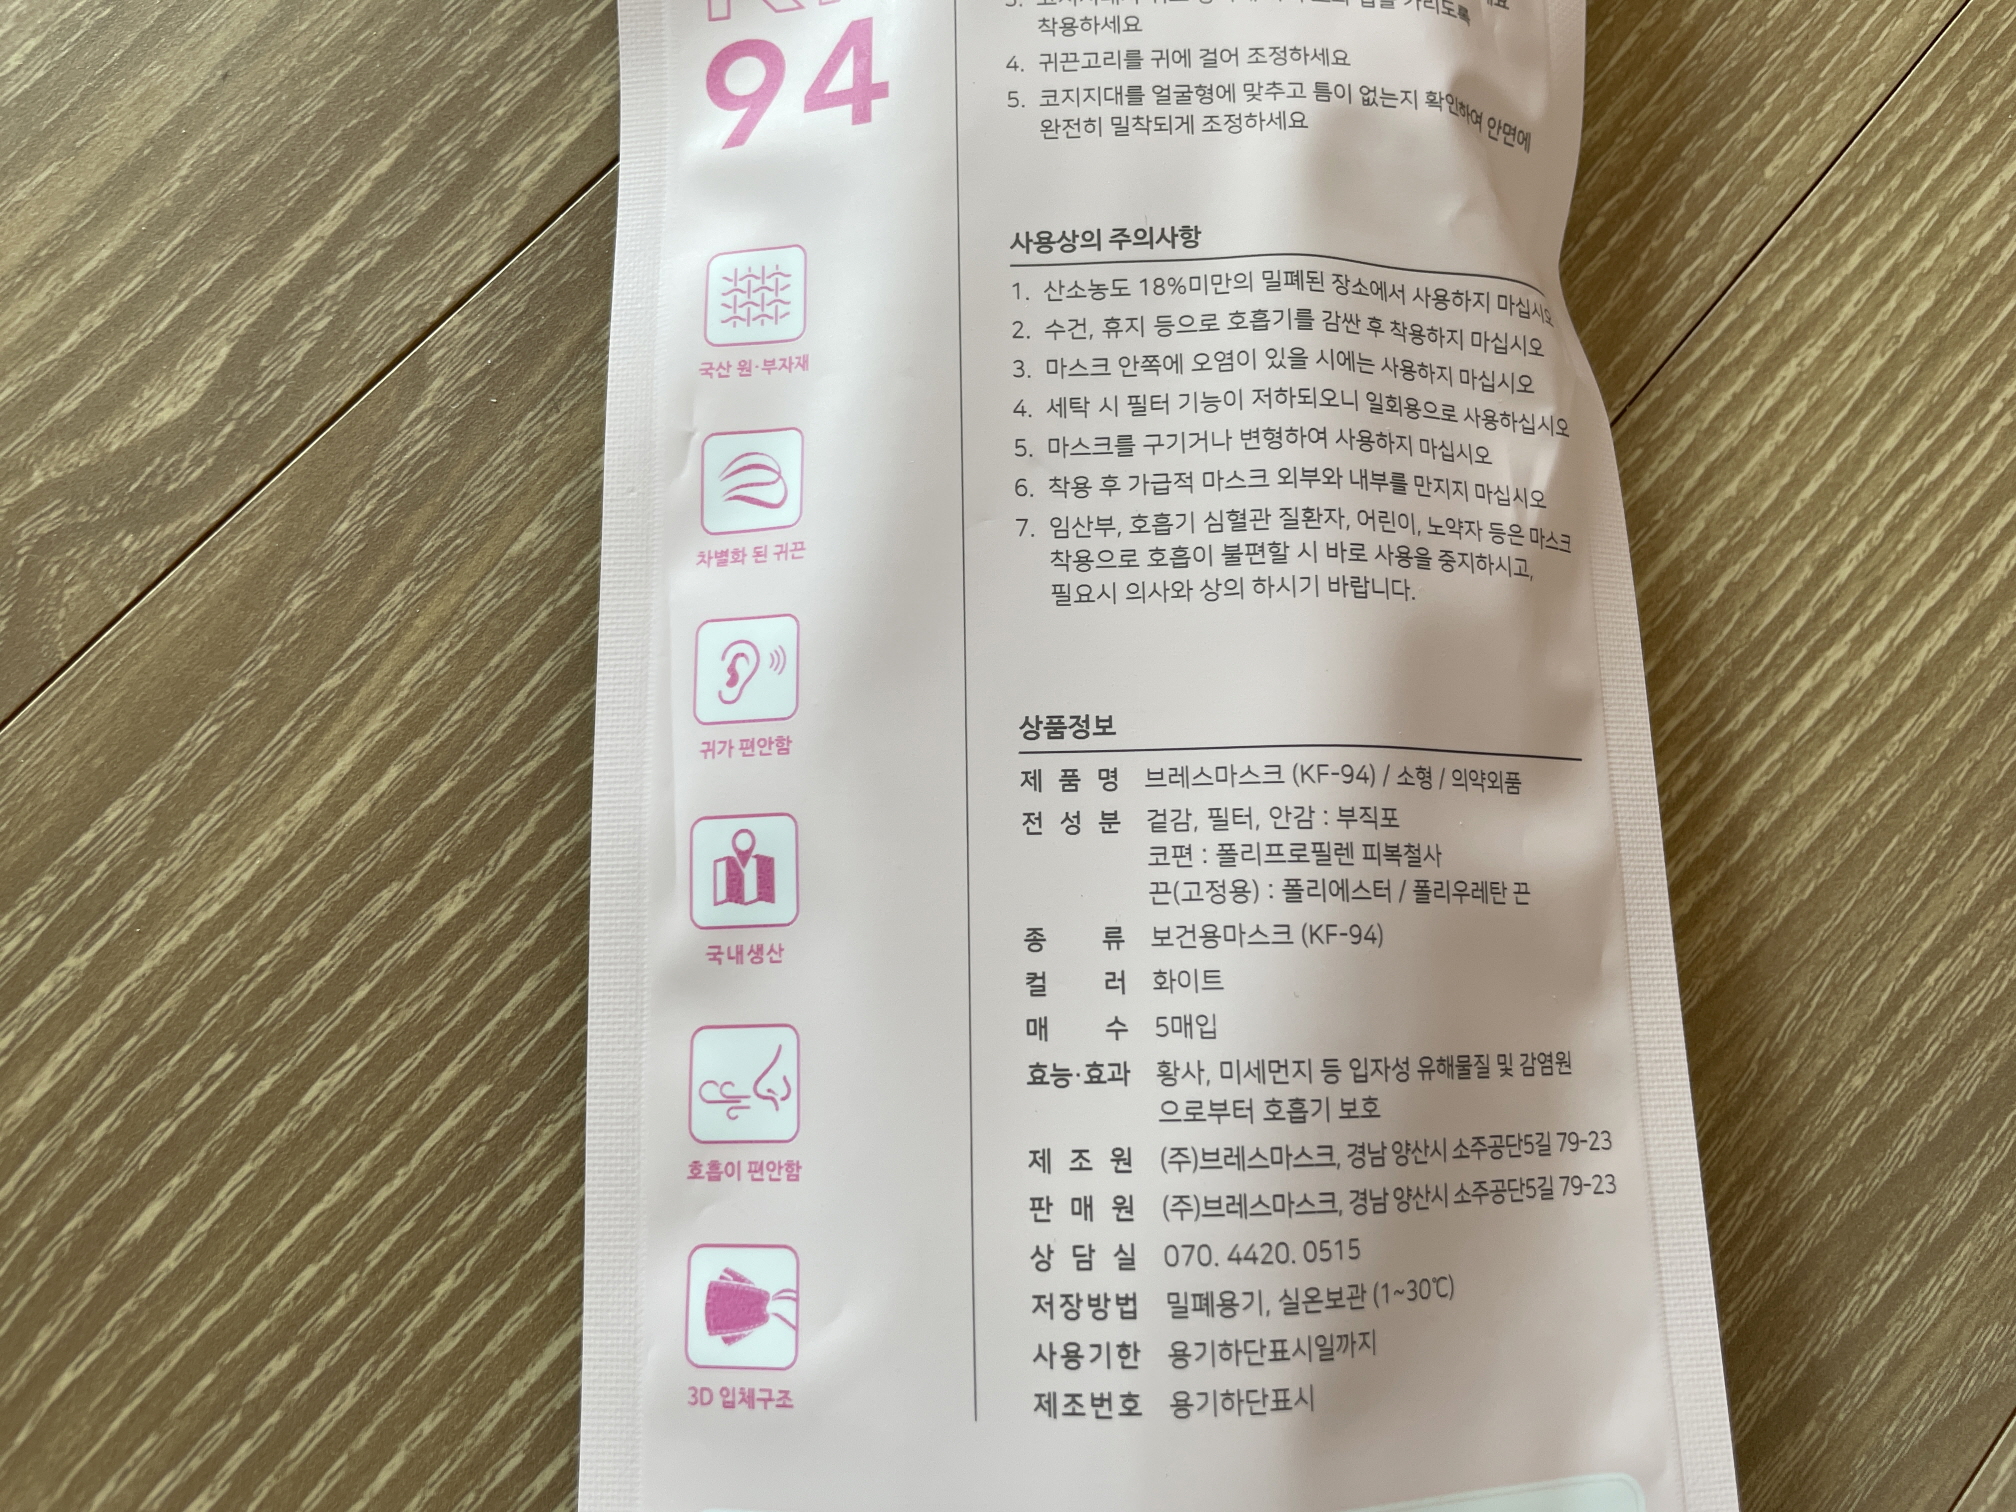 94
국산 원·부자재
차별화 된 귀끈
귀가 편안함
국내생산
호흡이 편안함
3D 입체구조
착용하세요
4. 귀끈고리를 귀에 걸어 조정하세요
5. 코지지대를 얼굴형에 맞추고 틈이 없는지 확인하여 안면에
완전히 밀착되게 조정하세요
사용상의 주의사항
1. 산소농도 18%미만의 밀폐된 장소에서 사용하지 마십시오
2. 수건, 휴지 등으로 호흡기를 감싼 후 착용하지 마십시오
3. 마스크 안쪽에 오염이 있을 시에는 사용하지 마십시오
4. 세탁 시 필터 기능이 저하되오니 일회용으로 사용하십시오
5. 마스크를 구기거나 변형하여 사용하지 마십시오
6. 착용 후 가급적 마스크 외부와 내부를 만지지 마십시오
7. 임산부, 호흡기 심혈관 질환자, 어린이, 노약자 등은 마스크
착용으로 호흡이 불편할 시 바로 사용을 중지하시고,
필요시 의사와 상의 하시기 바랍니다.
상품정보
제 품 명 브레스마스크 (KF-94) / 소형 / 의약외품
전 성 분 겉감, 필터, 안감 : 부직포
코편 : 폴리프로필렌 피복철사
끈(고정용) : 폴리에스터 / 폴리우레탄 끈
종 류 보건용마스크 (KF-94)
컬 러 화이트
매 수 5매입
효능·효과 황사, 미세먼지 등 입자성 유해물질 및 감염원
으로부터 호흡기 보호
제 조 원 (주)브레스마스크, 경남 양산시 소주공단5길 79-23
판 매 원 (주)브레스마스크, 경남 양산시 소주공단5길 79-23
상 담 실 070. 4420. 0515
저장방법 밀폐용기, 실온보관 (1~30℃)
사용기한 용기하단표시일까지
제조번호 용기하단표시